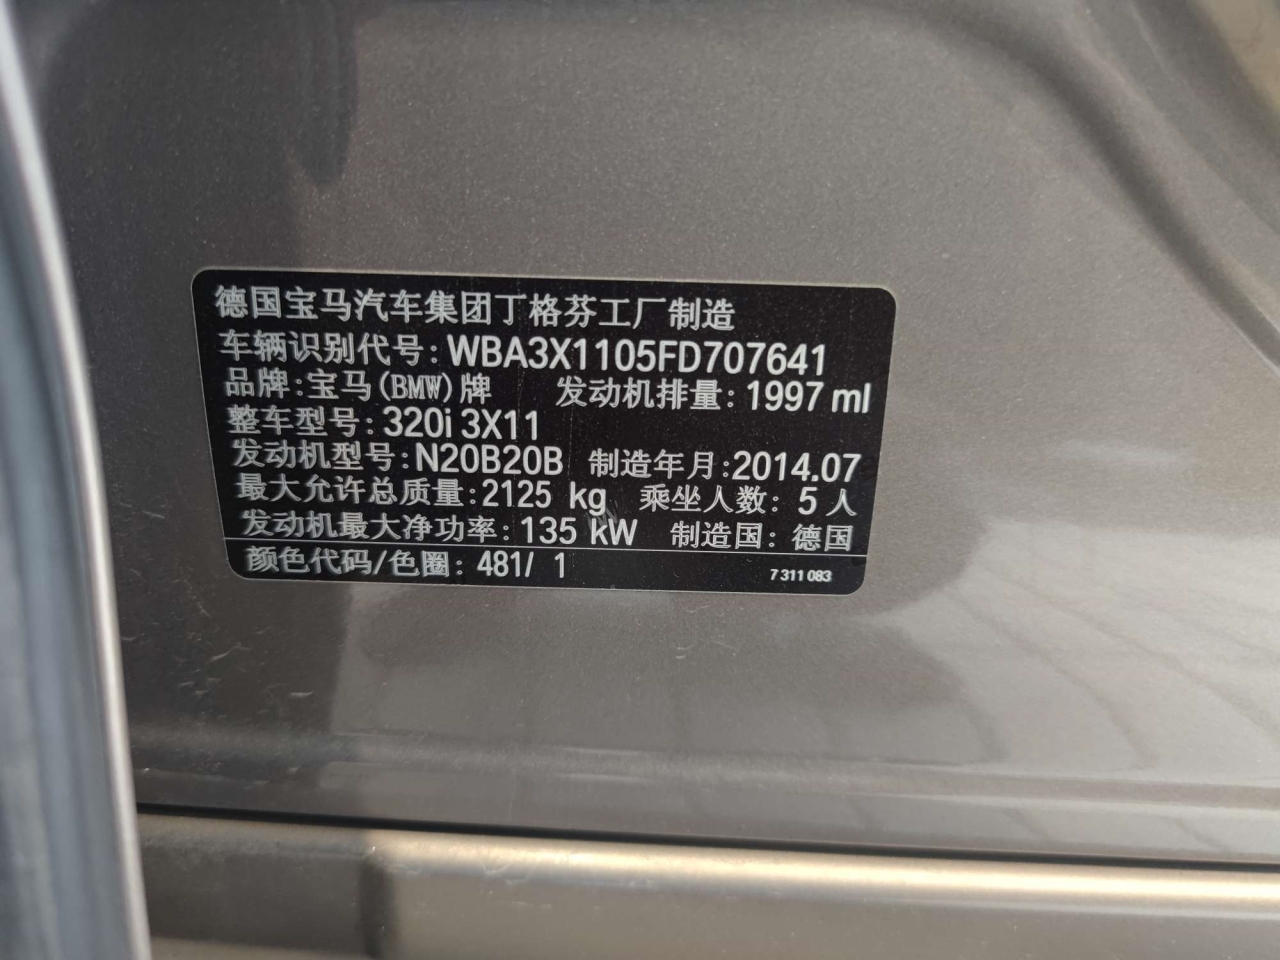 德国宝马汽车集团丁格芬工厂制造
车辆识别代号: WBA3X1105FD707641
品牌:宝马(BMW)牌 发动机排量: 1997 ml
整车型号: 320i 3X11
发动机型号: N20B20B 制造年月:2014.07
最大允许总质量: 2125 kg 乘坐人数: 5 人
发动机最大净功率: 135 kW 制造国: 德国
颜色代码/色圈: 481/ 1 7 311 083